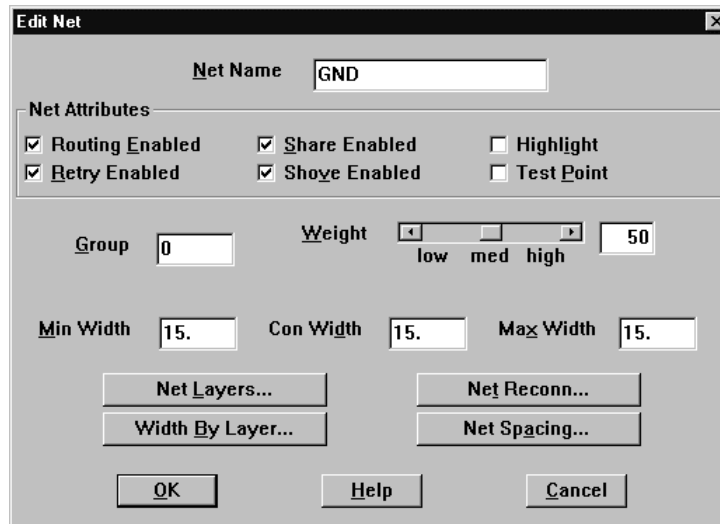 Edit Net
Net Name GND
Net Attributes
Routing Enabled Share Enabled Highlight
Retry Enabled Shove Enabled Test Point
Group 0 Weight 50
low med high
Min Width 15. Con Width 15. Max Width 15.
Net Layers... Net Reconn...
Width By Layer... Net Spacing...
OK Help Cancel